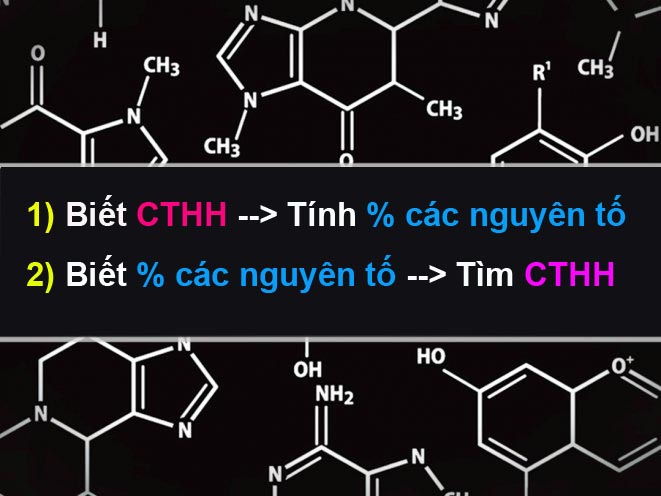 N
N
N
H
O
CH₃
R¹
CH₃
N
N
CH₃
OH
CH₃
O
1) Biết CTHH --> Tính % các nguyên tố
2) Biết % các nguyên tố --> Tìm CTHH
N
OH
HO
O⁺
NH₂
N
N
N
N